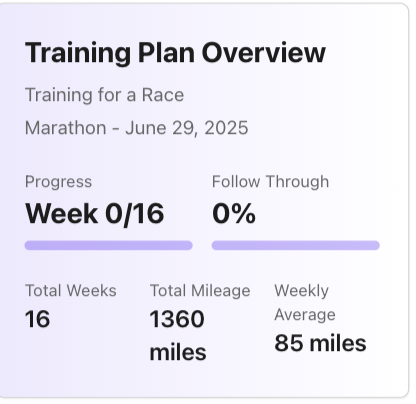 Training Plan Overview
Training for a Race
Marathon - June 29, 2025
Progress
Week 0/16
Follow Through
0%
Total Weeks
16
Total Mileage
1360
miles
Weekly
Average
85 miles